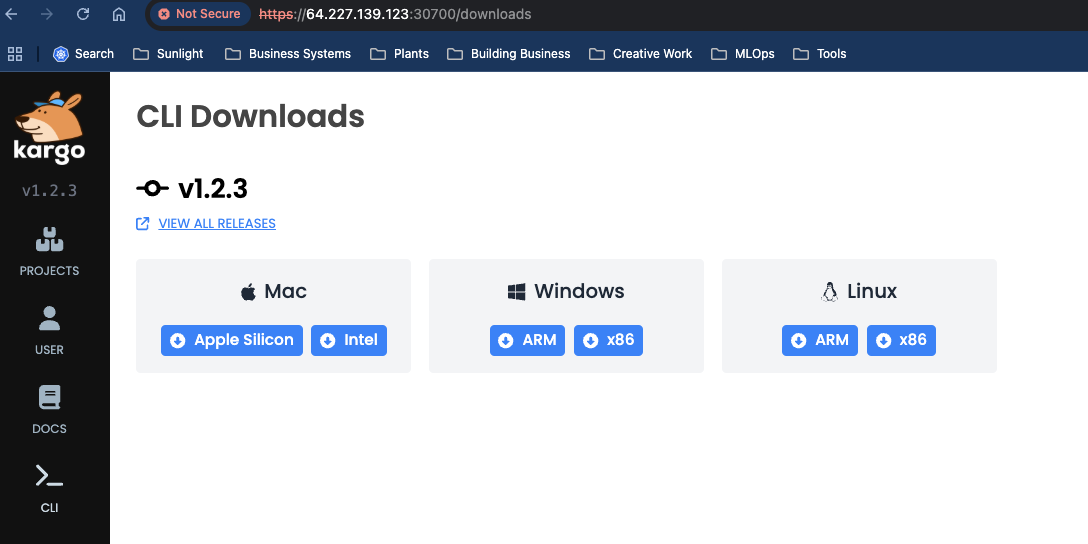 Not Secure https://64.227.139.123:30700/downloads
Search Sunlight Business Systems Plants Building Business Creative Work MLOps Tools
kargo
v1.2.3
PROJECTS
USER
DOCS
CLI
CLI Downloads
v1.2.3
VIEW ALL RELEASES
Mac
Apple Silicon Intel
Windows
ARM x86
Linux
ARM x86